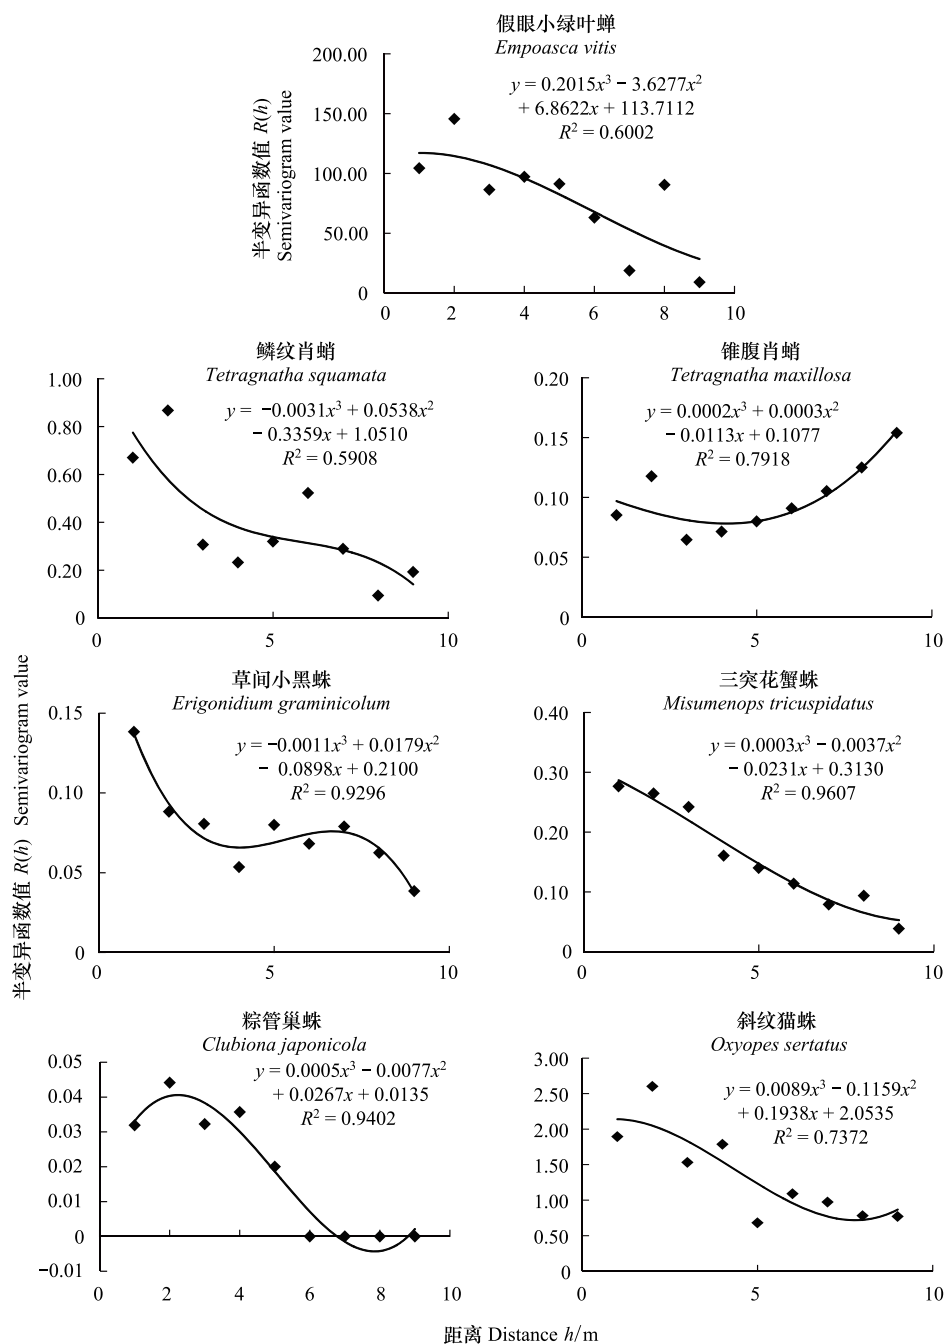 假眼小绿叶蝉
Empoasca vitis
200.00
150.00
100.00
50.00
0
y = 0.2015x³ − 3.6277x²
+ 6.8622x + 113.7112
R² = 0.6002
半变异函数值 R(h)
Semivariogram value
0 2 4 6 8 10
鳞纹肖蛸
Tetragnatha squamata
1.00
0.80
0.60
0.40
0.20
0
y = −0.0031x³ + 0.0538x²
− 0.3359x + 1.0510
R² = 0.5908
0 5 10
锥腹肖蛸
Tetragnatha maxillosa
0.20
0.15
0.10
0.05
0
y = 0.0002x³ + 0.0003x²
−0.0113x + 0.1077
R² = 0.7918
0 5 10
半变异函数值 R(h) Semivariogram value
草间小黑蛛
Erigonidium graminicolum
0.15
0.10
0.05
0
y = −0.0011x³ + 0.0179x²
− 0.0898x + 0.2100
R² = 0.9296
0 5 10
三突花蟹蛛
Misumenops tricuspidatus
0.40
0.30
0.20
0.10
0
y = 0.0003x³ − 0.0037x²
−0.0231x + 0.3130
R² = 0.9607
0 5 10
粽管巢蛛
Clubiona japonicola
0.05
0.04
0.03
0.02
0.01
0
−0.01
y = 0.0005x³ − 0.0077x²
+ 0.0267x + 0.0135
R² = 0.9402
0 2 4 6 8 10
斜纹猫蛛
Oxyopes sertatus
3.00
2.50
2.00
1.50
1.00
0.50
0
y = 0.0089x³ − 0.1159x²
+ 0.1938x + 2.0535
R² = 0.7372
0 5 10
距离 Distance h/m